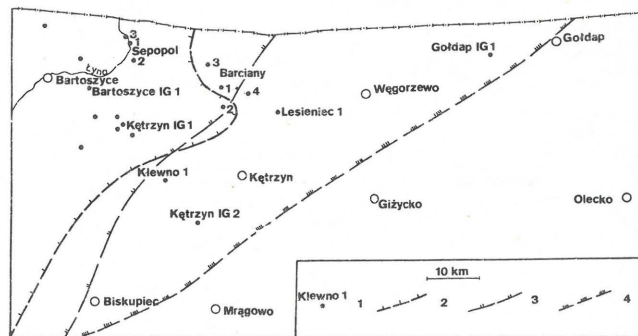 3
1
Sepopol
2
Łyna
Bartoszyce
Bartoszyce IG 1
Kętrzyn IG 1
3
Barciany
1
4
2
Lesieniec 1
Gołdap IG 1
Gołdap
Węgorzewo
Klewno 1
Kętrzyn
Kętrzyn IG 2
Giżycko
Olecko
Biskupiec
Mrągowo
10 km
Klewno 1
1
2
3
4